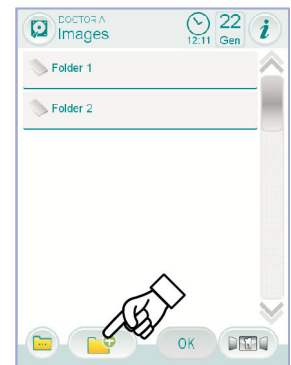 DOCTOR A
Images
12:11
22
Gen
i
Folder 1
Folder 2
OK